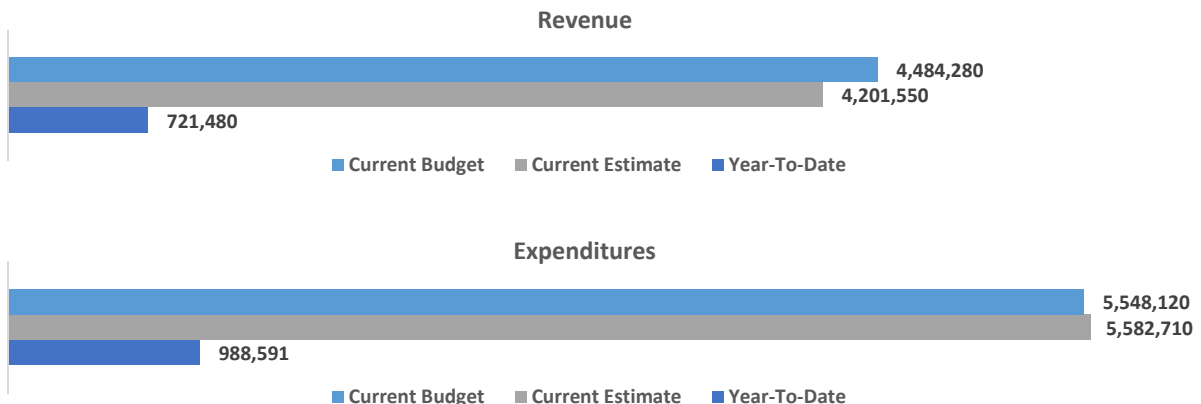 Revenue
4,484,280
4,201,550
721,480
Current Budget Current Estimate Year-To-Date
Expenditures
5,548,120
5,582,710
988,591
Current Budget Current Estimate Year-To-Date